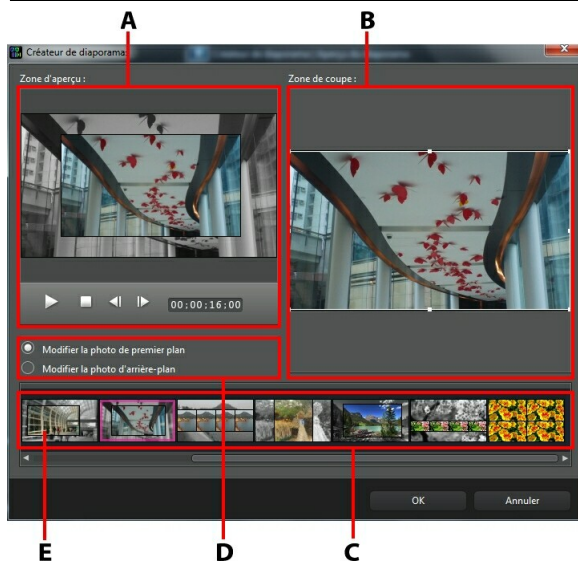 A
B
Créateur de diaporamas
Zone d'aperçu :
Zone de coupe :
00;00;16;00
Modifier la photo de premier plan
Modifier la photo d'arrière-plan
OK
Annuler
E
D
C